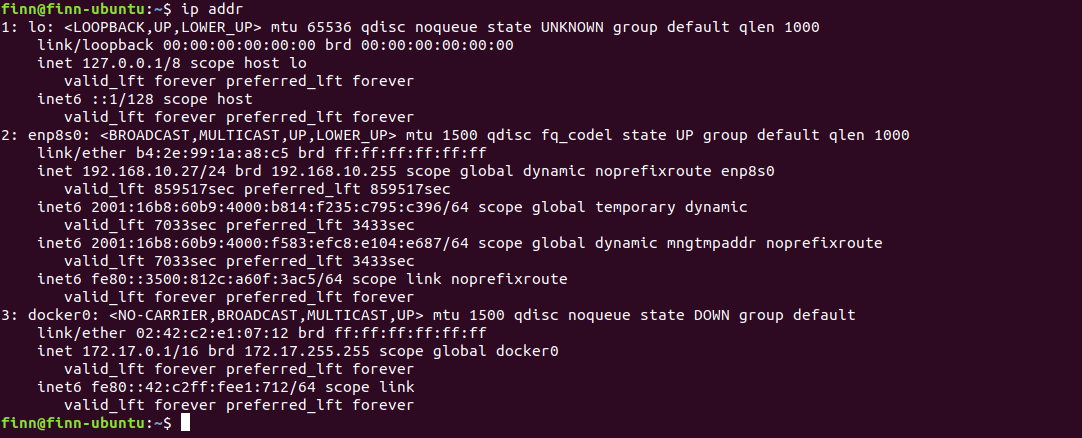 finn@finn-ubuntu:~$ ip addr
1: lo: <LOOPBACK,UP,LOWER_UP> mtu 65536 qdisc noqueue state UNKNOWN group default qlen 1000
    link/loopback 00:00:00:00:00:00 brd 00:00:00:00:00:00
    inet 127.0.0.1/8 scope host lo
       valid_lft forever preferred_lft forever
    inet6 ::1/128 scope host
       valid_lft forever preferred_lft forever
2: enp8s0: <BROADCAST,MULTICAST,UP,LOWER_UP> mtu 1500 qdisc fq_codel state UP group default qlen 1000
    link/ether b4:2e:99:1a:a8:c5 brd ff:ff:ff:ff:ff:ff
    inet 192.168.10.27/24 brd 192.168.10.255 scope global dynamic noprefixroute enp8s0
       valid_lft 859517sec preferred_lft 859517sec
    inet6 2001:16b8:60b9:4000:b814:f235:c795:c396/64 scope global temporary dynamic
       valid_lft 7033sec preferred_lft 3433sec
    inet6 2001:16b8:60b9:4000:f583:efc8:e104:e687/64 scope global dynamic mngtmpaddr noprefixroute
       valid_lft 7033sec preferred_lft 3433sec
    inet6 fe80::3500:812c:a60f:3ac5/64 scope link noprefixroute
       valid_lft forever preferred_lft forever
3: docker0: <NO-CARRIER,BROADCAST,MULTICAST,UP> mtu 1500 qdisc noqueue state DOWN group default
    link/ether 02:42:c2:e1:07:12 brd ff:ff:ff:ff:ff:ff
    inet 172.17.0.1/16 brd 172.17.255.255 scope global docker0
       valid_lft forever preferred_lft forever
    inet6 fe80::42:c2ff:fee1:712/64 scope link
       valid_lft forever preferred_lft forever
finn@finn-ubuntu:~$